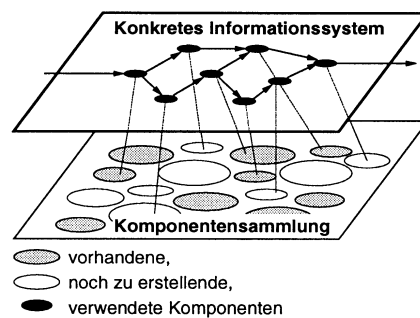 Konkretes Informationssystem
Komponentensammlung
vorhandene,
noch zu erstellende,
verwendete Komponenten